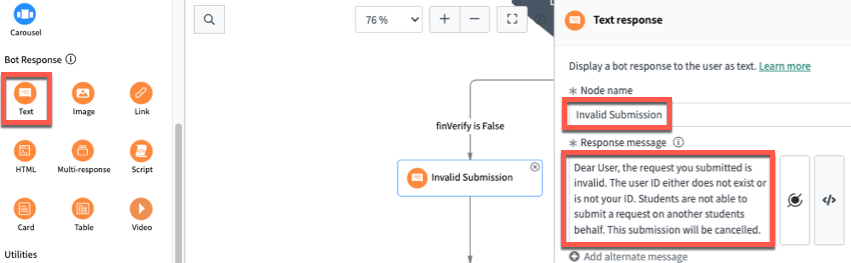 Carousel
Bot Response
Text
Image
Link
HTML
Multi-response
Script
Card
Table
Video
Utilities
76 %
finVerify is False
Invalid Submission
Text response
Display a bot response to the user as text. Learn more
* Node name
Invalid Submission
* Response message
Dear User, the request you submitted is
invalid. The user ID either does not exist or
is not your ID. Students are not able to
submit a request on another students
behalf. This submission will be cancelled.
</>
Add alternate message